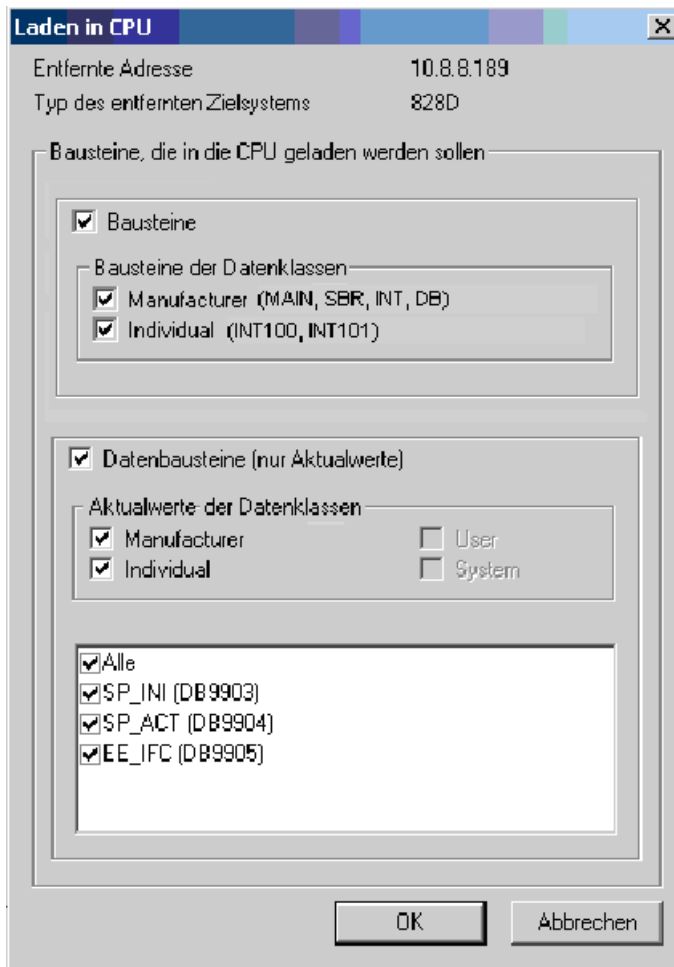 Laden in CPU
Entfernte Adresse 10.8.8.189
Typ des entfernten Zielsystems 828D
Bausteine, die in die CPU geladen werden sollen
Bausteine
Bausteine der Datenklassen
Manufacturer (MAIN, SBR, INT, DB)
Individual (INT100, INT101)
Datenbausteine (nur Aktualwerte)
Aktualwerte der Datenklassen
Manufacturer User
Individual System
Alle
SP_INI (DB9903)
SP_ACT (DB9904)
EE_IFC (DB9905)
OK Abbrechen